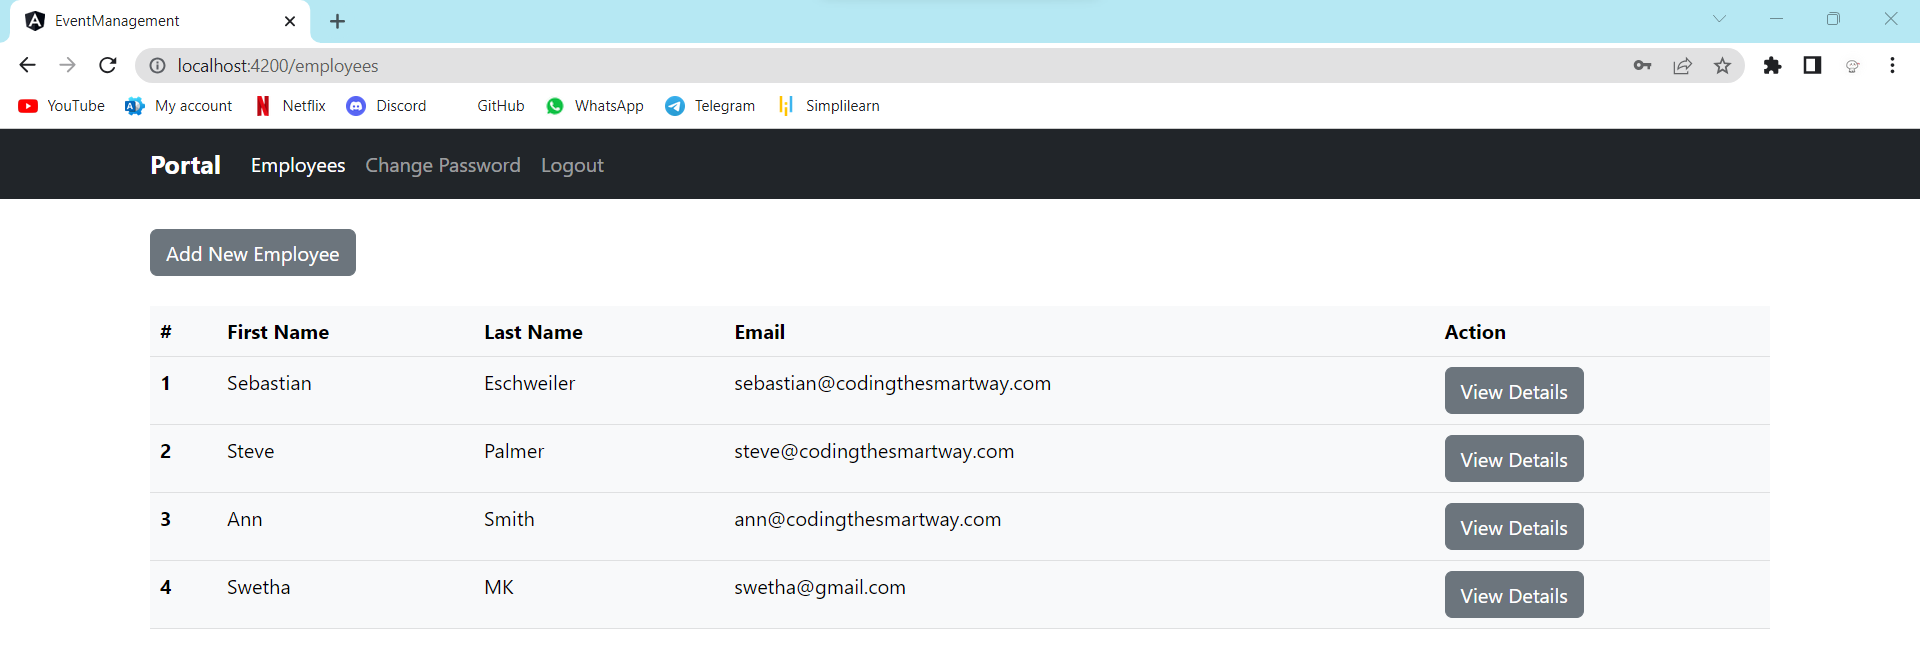 EventManagement
localhost:4200/employees
YouTube My account Netflix Discord GitHub WhatsApp Telegram Simplilearn
Portal Employees Change Password Logout
Add New Employee
# First Name Last Name Email Action
1 Sebastian Eschweiler sebastian@codingthesmartway.com View Details
2 Steve Palmer steve@codingthesmartway.com View Details
3 Ann Smith ann@codingthesmartway.com View Details
4 Swetha MK swetha@gmail.com View Details